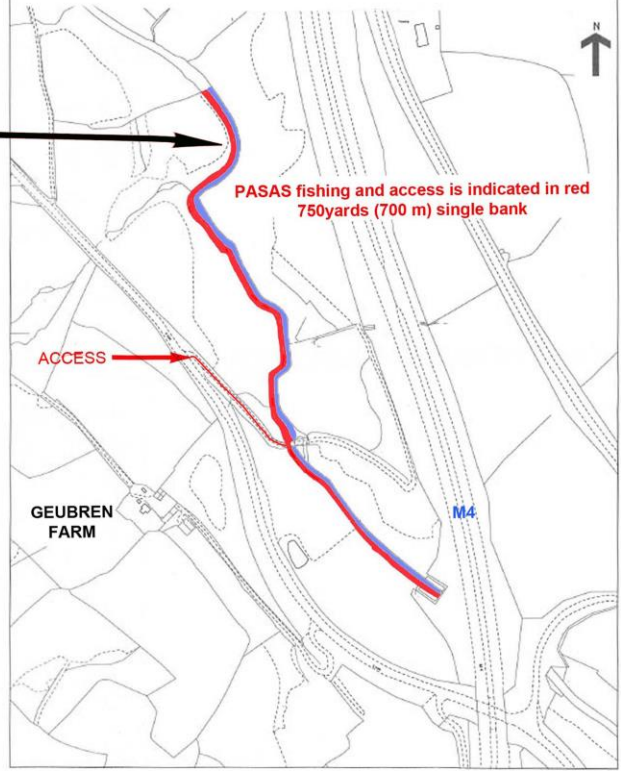 N
PASAS fishing and access is indicated in red
750yards (700 m) single bank
ACCESS
GEUBREN
FARM
M4